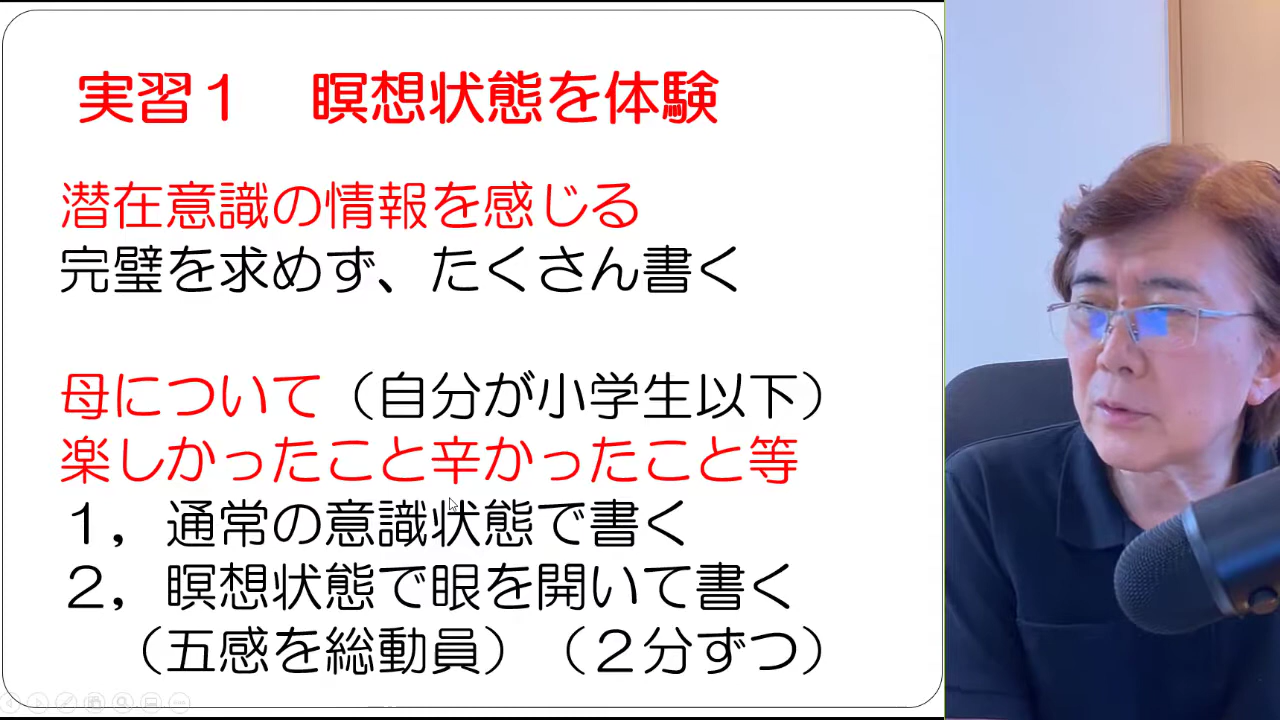 実習１　瞑想状態を体験
潜在意識の情報を感じる
完璧を求めず、たくさん書く
母について（自分が小学生以下）
楽しかったこと辛かったこと等
１，通常の意識状態で書く
２，瞑想状態で眼を開いて書く
（五感を総動員）（２分ずつ）